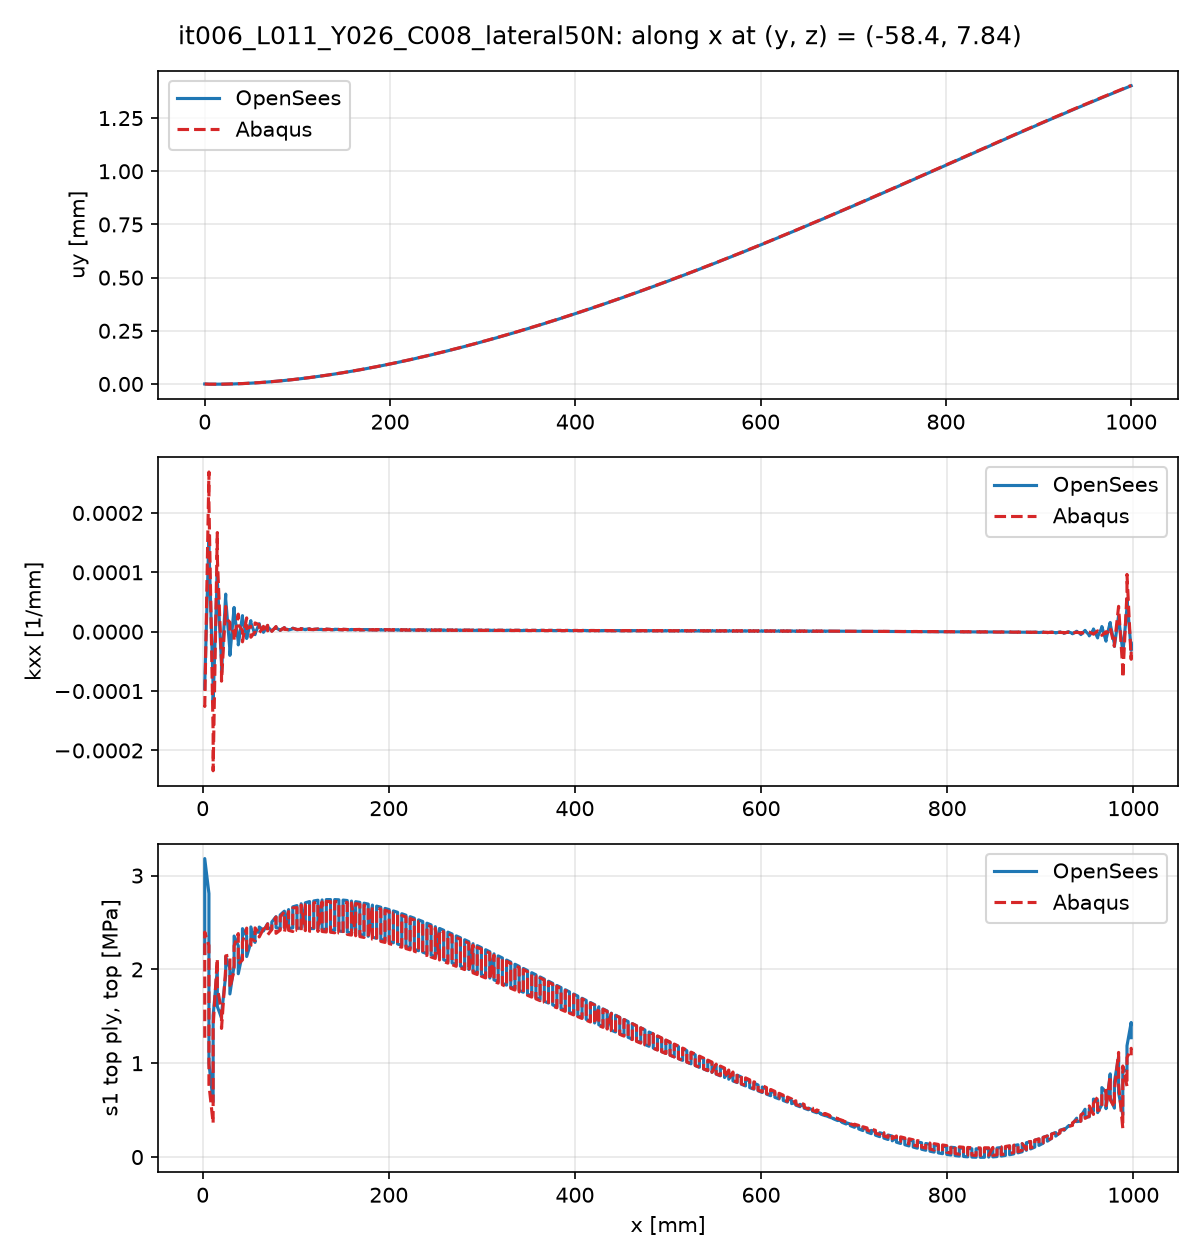 it006_L011_Y026_C008_lateral50N: along x at (y, z) = (-58.4, 7.84)
OpenSees
Abaqus
uy [mm]
1.25
1.00
0.75
0.50
0.25
0.00
0 200 400 600 800 1000
OpenSees
Abaqus
kxx [1/mm]
0.0002
0.0001
0.0000
−0.0001
−0.0002
0 200 400 600 800 1000
OpenSees
Abaqus
s1 top ply, top [MPa]
3
2
1
0
0 200 400 600 800 1000
x [mm]